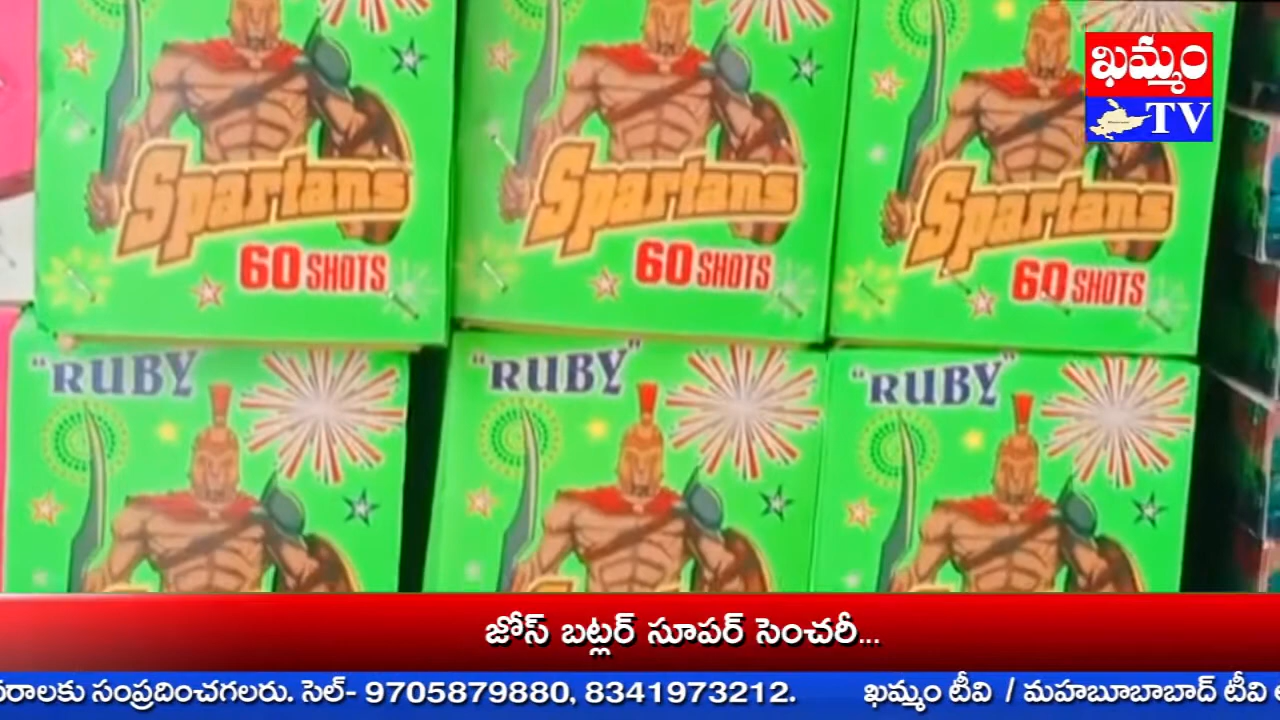 ఖమ్మం
TV
Spartans Spartans Spartans
60 SHOTS 60 SHOTS 60 SHOTS
"RUBY "RUBY" "RUBY"
జోస్ బట్లర్ సూపర్ సెంచరీ...
సంప్రదించగలరు. సెల్- 9705879880, 8341973212. ఖమ్మం టీవి / మహబూబాబాద్ టీవి